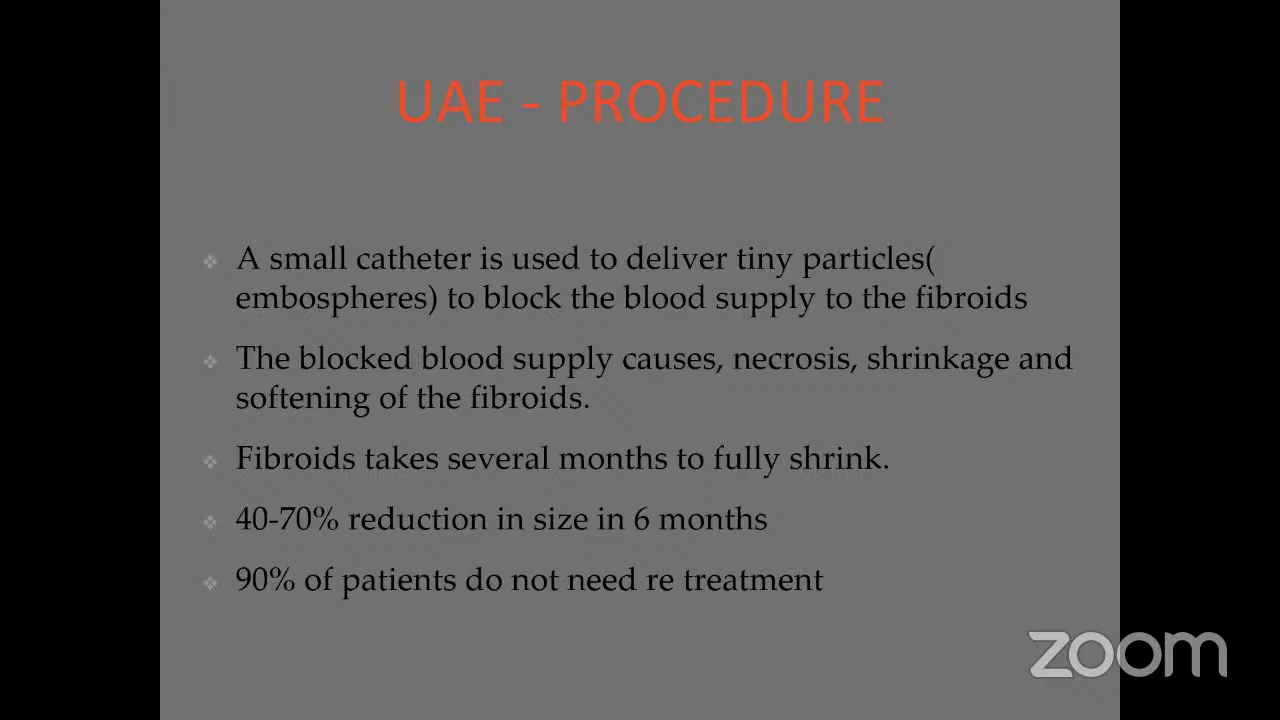 UAE - PROCEDURE
A small catheter is used to deliver tiny particles(
embospheres) to block the blood supply to the fibroids
The blocked blood supply causes, necrosis, shrinkage and
softening of the fibroids.
Fibroids takes several months to fully shrink.
40-70% reduction in size in 6 months
90% of patients do not need re treatment
zoom